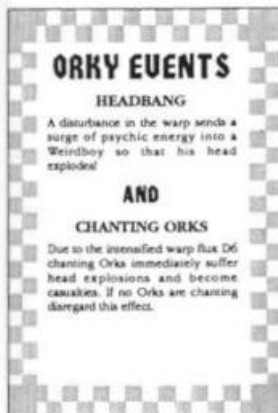 ORKY EVENTS
HEADBANG
A disturbance in the warp sends a
surge of psychic energy into a
Weirdboy so that his head
explodes!
AND
CHANTING ORKS
Due to the intensified warp flux D6
chanting Orks immediately suffer
head explosions and become
casualties. If no Orks are chanting
disregard this effect.